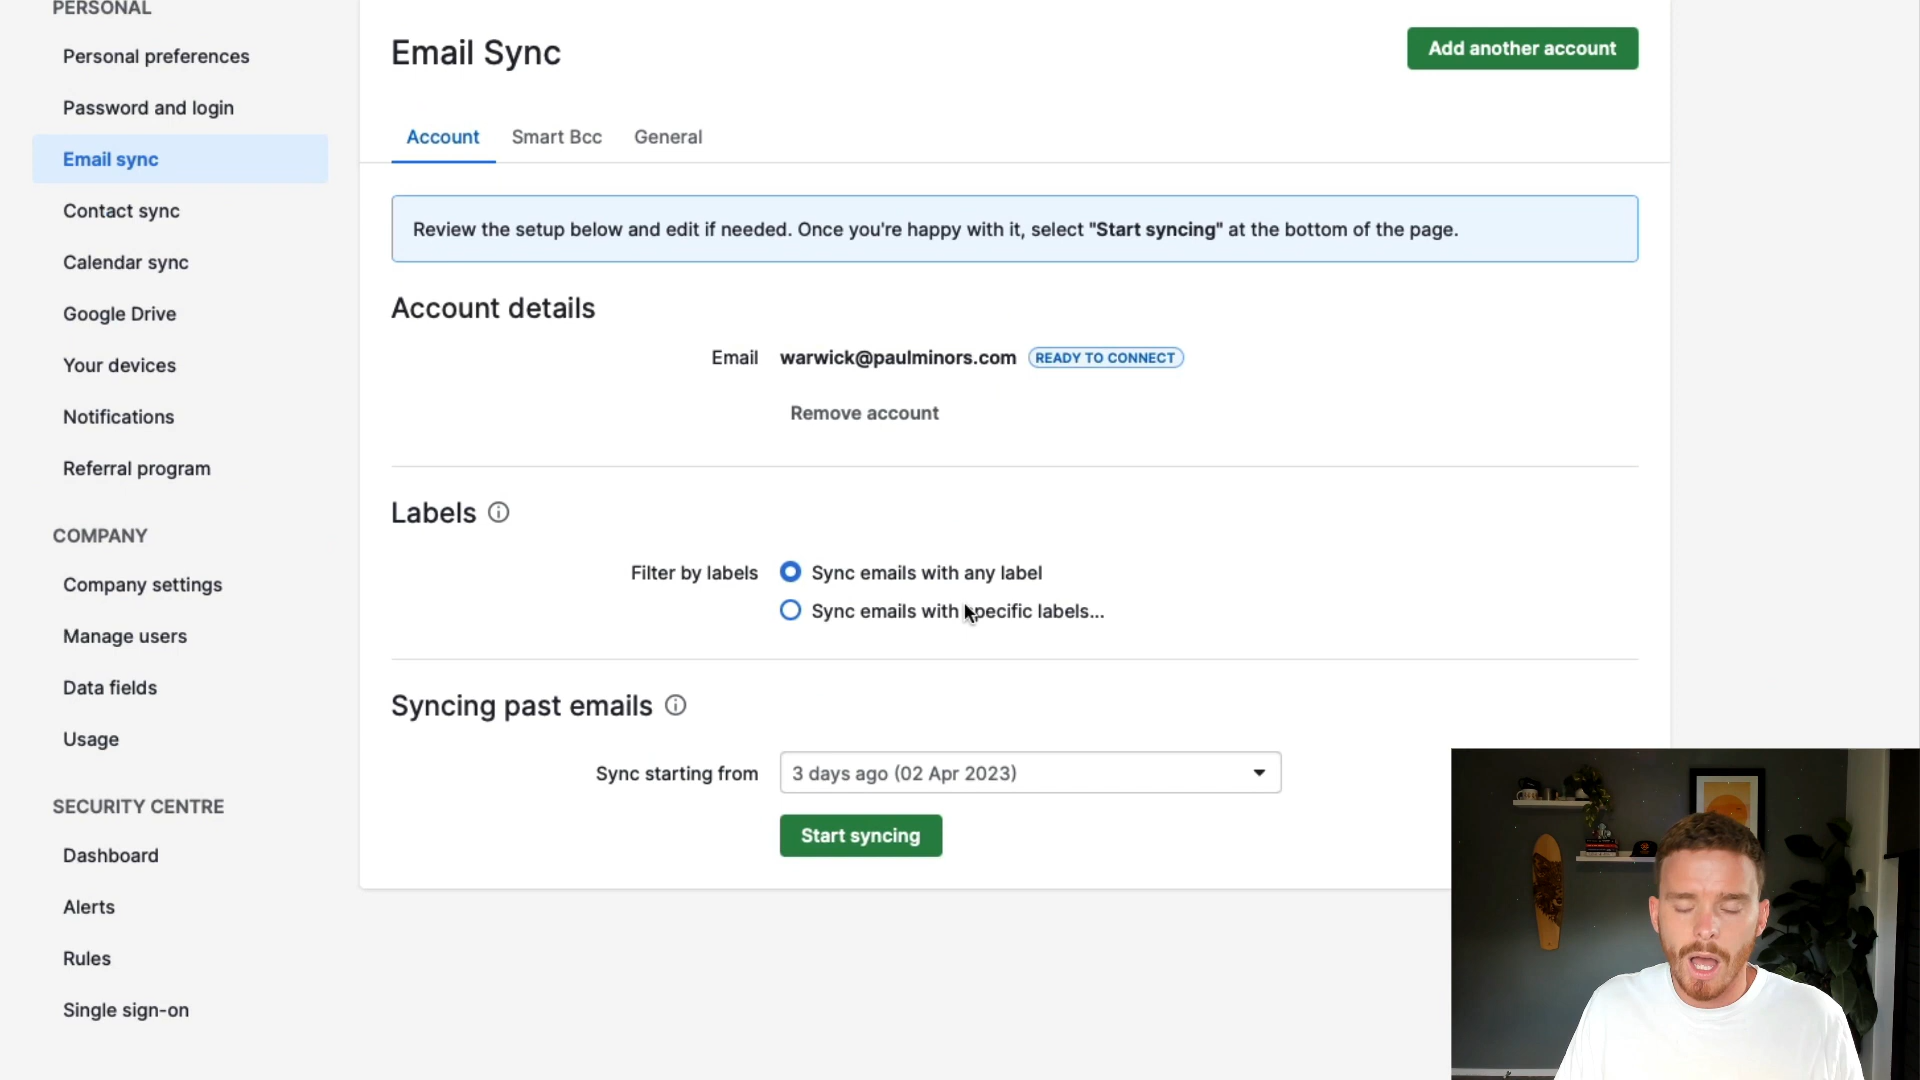 PERSONAL
Personal preferences
Password and login
Email sync
Contact sync
Calendar sync
Google Drive
Your devices
Notifications
Referral program
COMPANY
Company settings
Manage users
Data fields
Usage
SECURITY CENTRE
Dashboard
Alerts
Rules
Single sign-on
Email Sync
Add another account
Account Smart Bcc General
Review the setup below and edit if needed. Once you're happy with it, select "Start syncing" at the bottom of the page.
Account details
Email warwick@paulminors.com READY TO CONNECT
Remove account
Labels
Filter by labels Sync emails with any label
Sync emails with specific labels...
Syncing past emails
Sync starting from 3 days ago (02 Apr 2023)
Start syncing